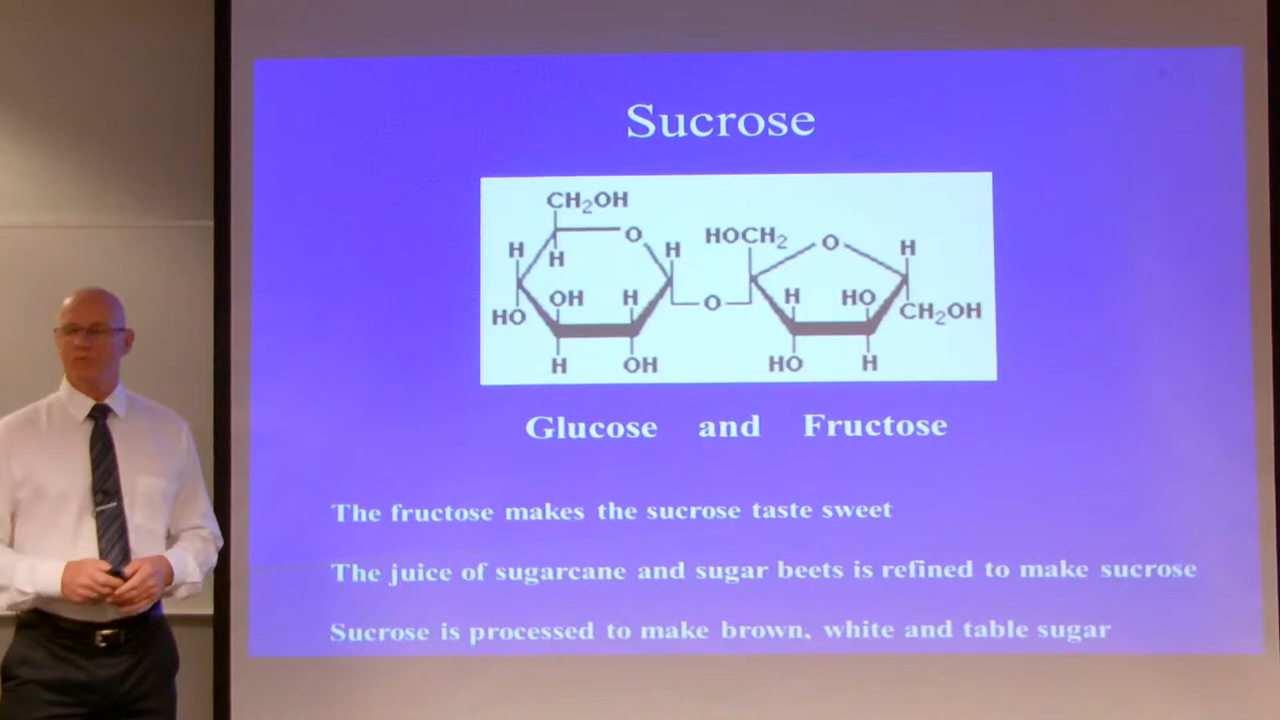 Sucrose
CH₂OH
H O H HOCH₂ O H
H
OH H O H HO CH₂OH
HO
H OH HO H
Glucose and Fructose
The fructose makes the sucrose taste sweet
The juice of sugarcane and sugar beets is refined to make sucrose
Sucrose is processed to make brown, white and table sugar